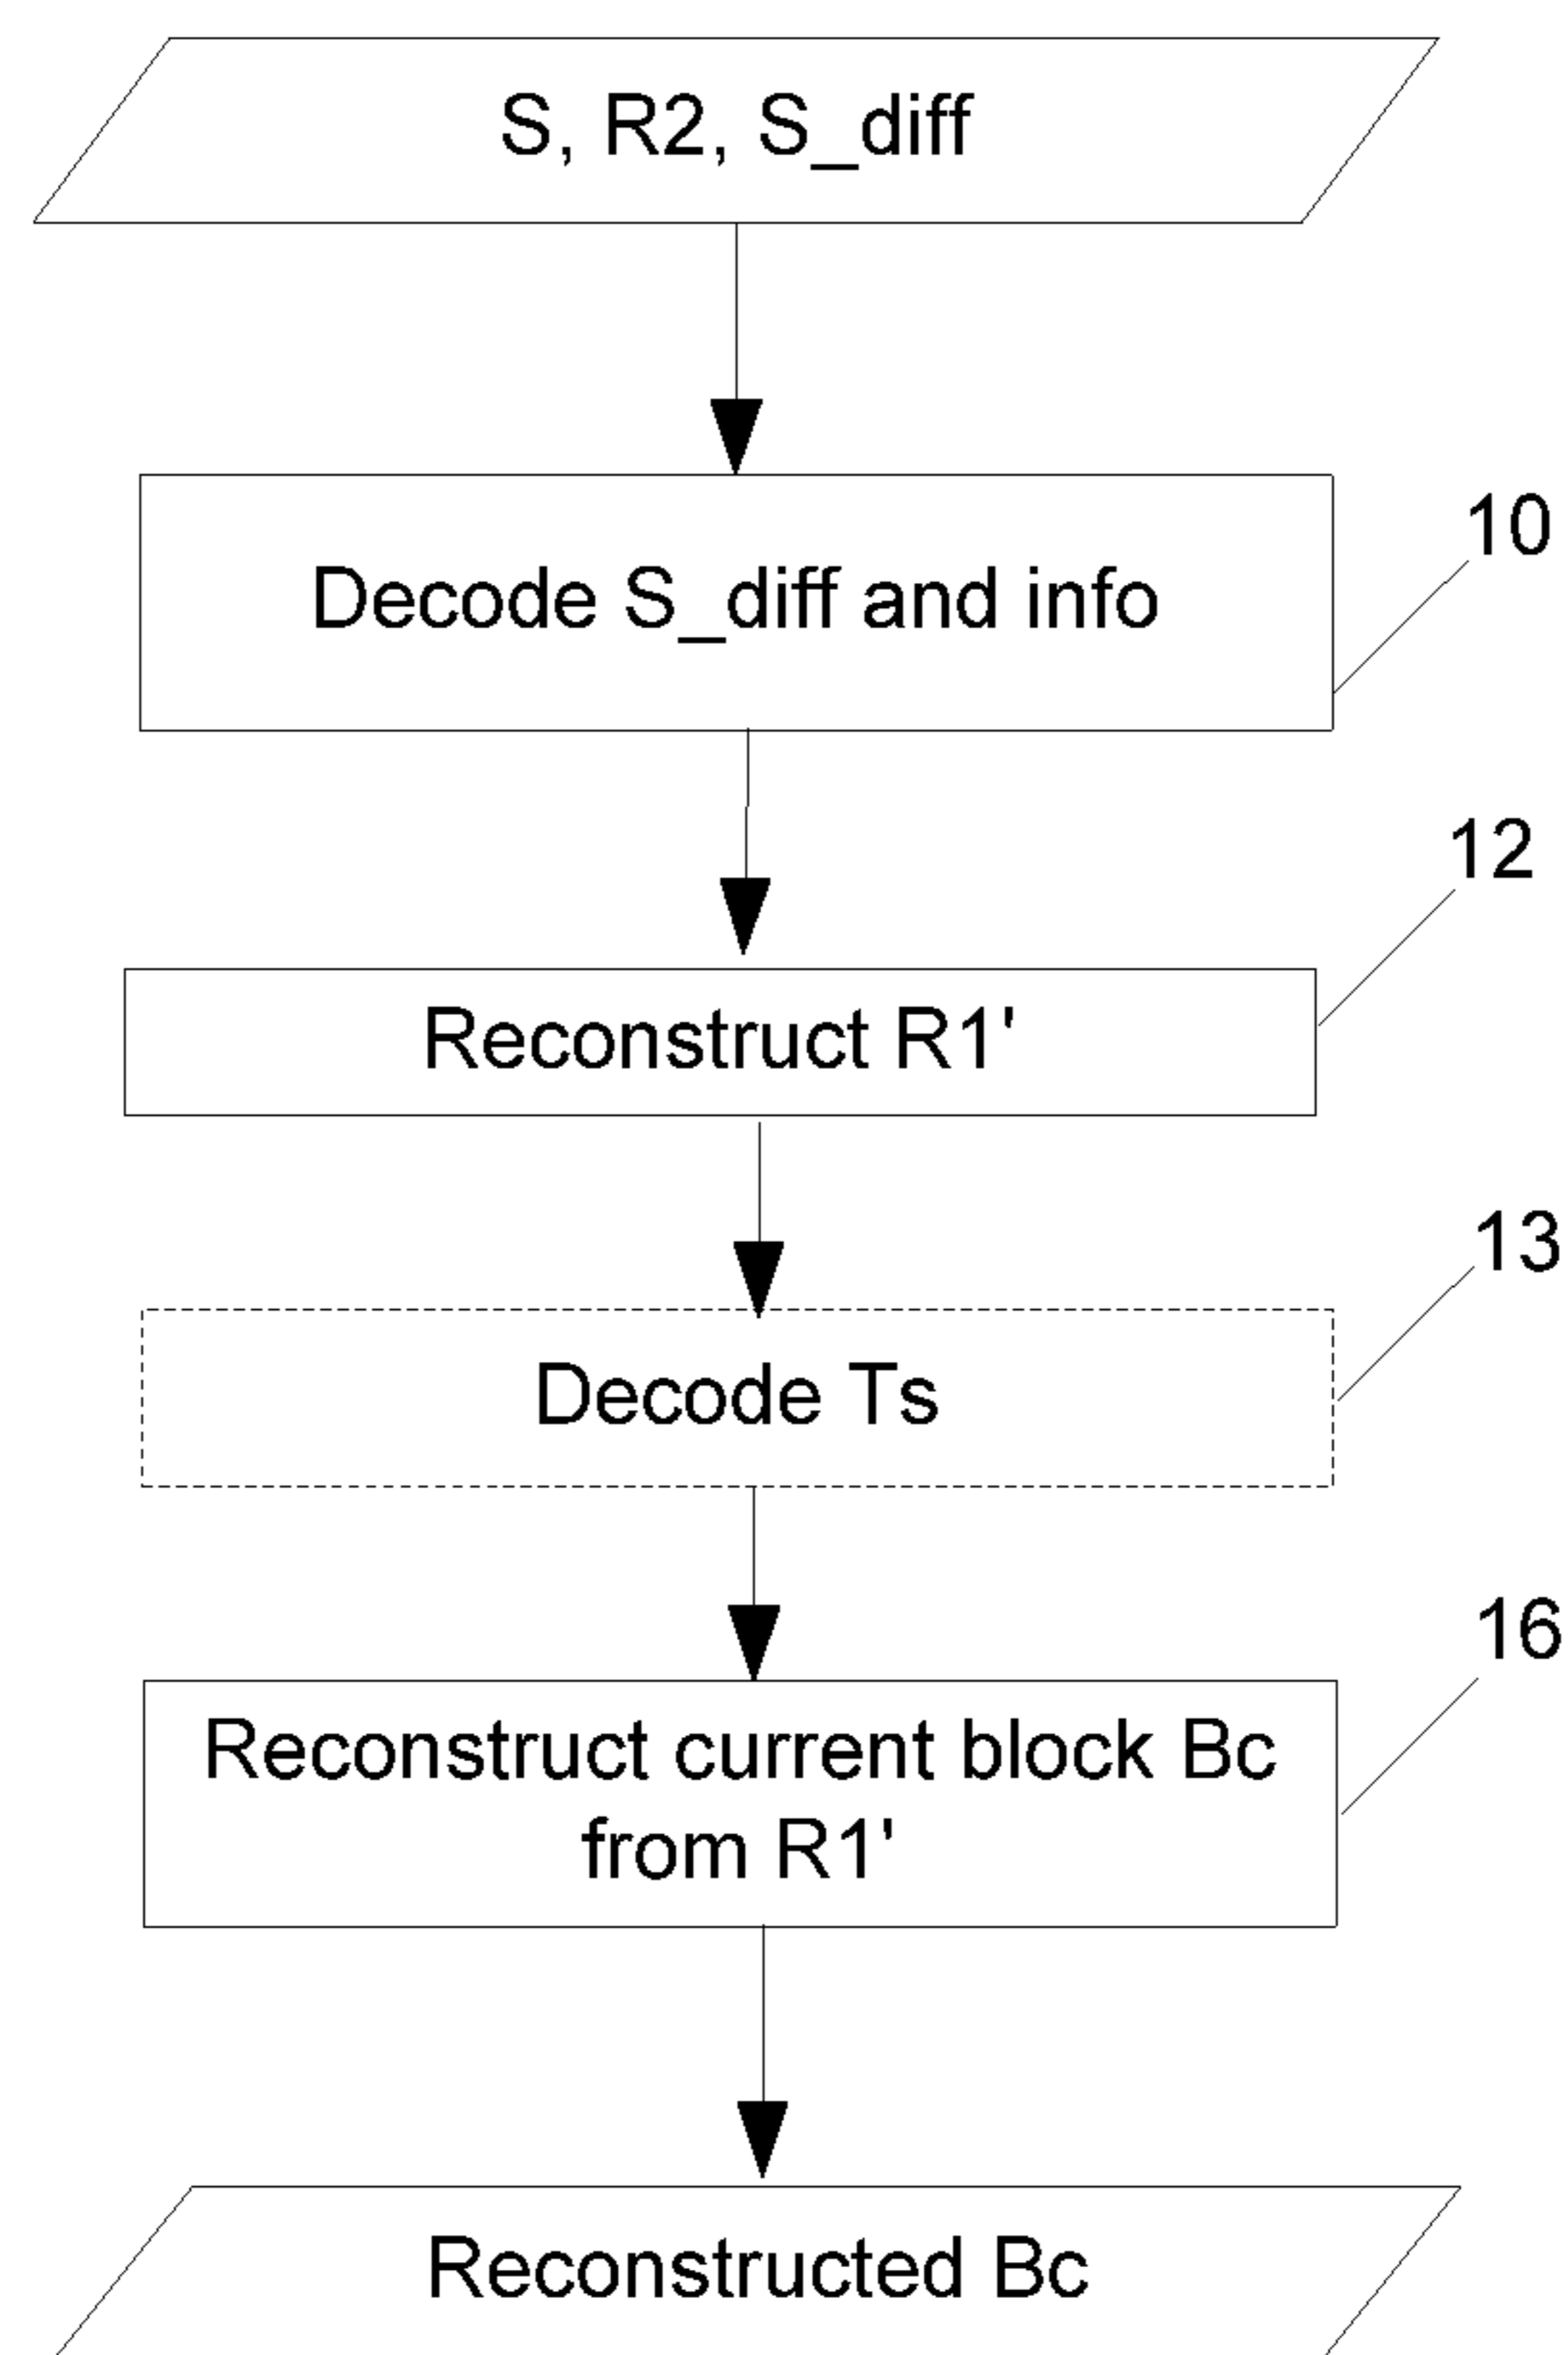 S, R2, S_diff
Decode S_diff and info
10
Reconstruct R1'
12
Decode Ts
13
Reconstruct current block Bc
from R1'
16
Reconstructed Bc